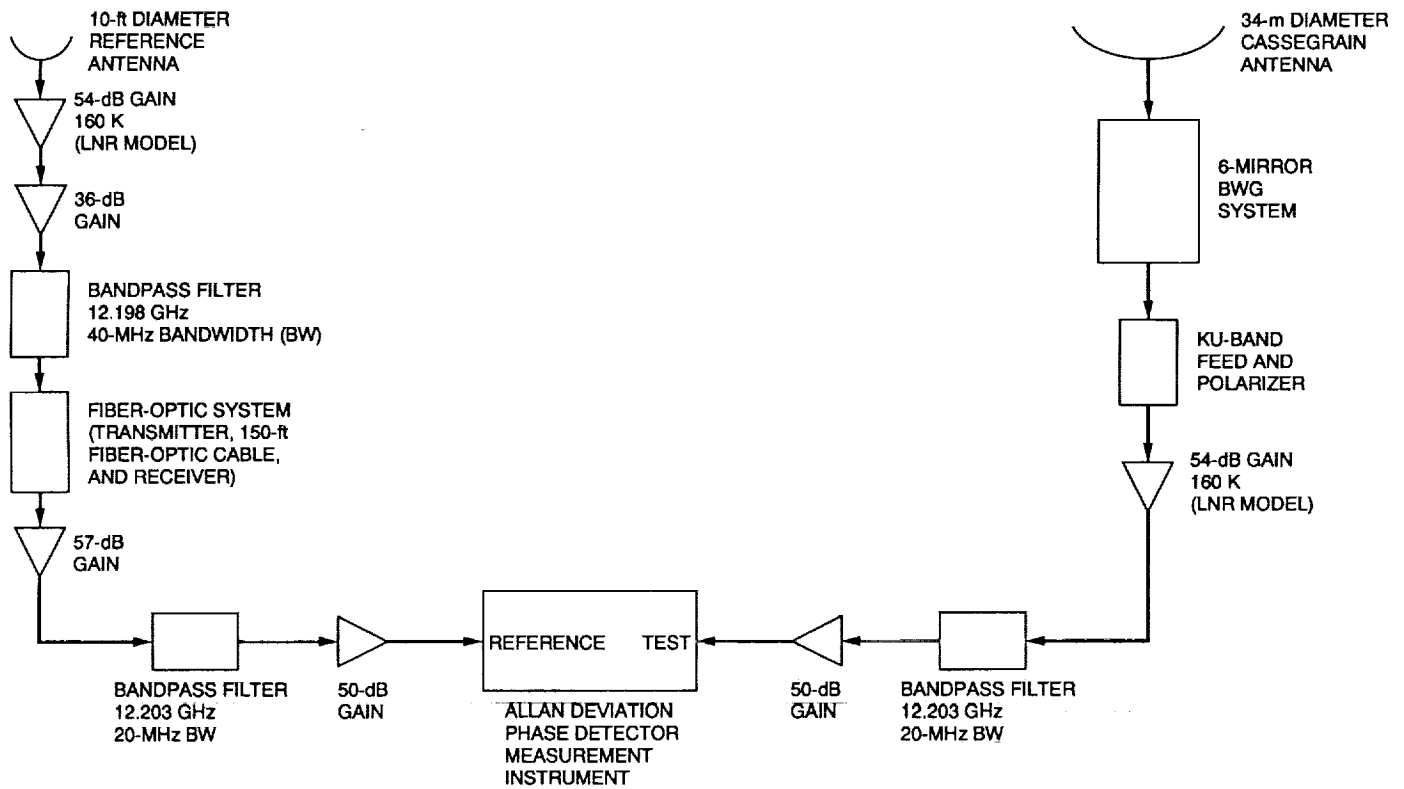 10-ft DIAMETER
REFERENCE
ANTENNA
54-dB GAIN
160 K
(LNR MODEL)
36-dB
GAIN
BANDPASS FILTER
12.198 GHz
40-MHz BANDWIDTH (BW)
FIBER-OPTIC SYSTEM
(TRANSMITTER, 150-ft
FIBER-OPTIC CABLE,
AND RECEIVER)
57-dB
GAIN
BANDPASS FILTER
12.203 GHz
20-MHz BW
50-dB
GAIN
REFERENCE TEST
ALLAN DEVIATION
PHASE DETECTOR
MEASUREMENT
INSTRUMENT
34-m DIAMETER
CASSEGRAIN
ANTENNA
6-MIRROR
BWG
SYSTEM
KU-BAND
FEED AND
POLARIZER
54-dB GAIN
160 K
(LNR MODEL)
50-dB
GAIN
BANDPASS FILTER
12.203 GHz
20-MHz BW